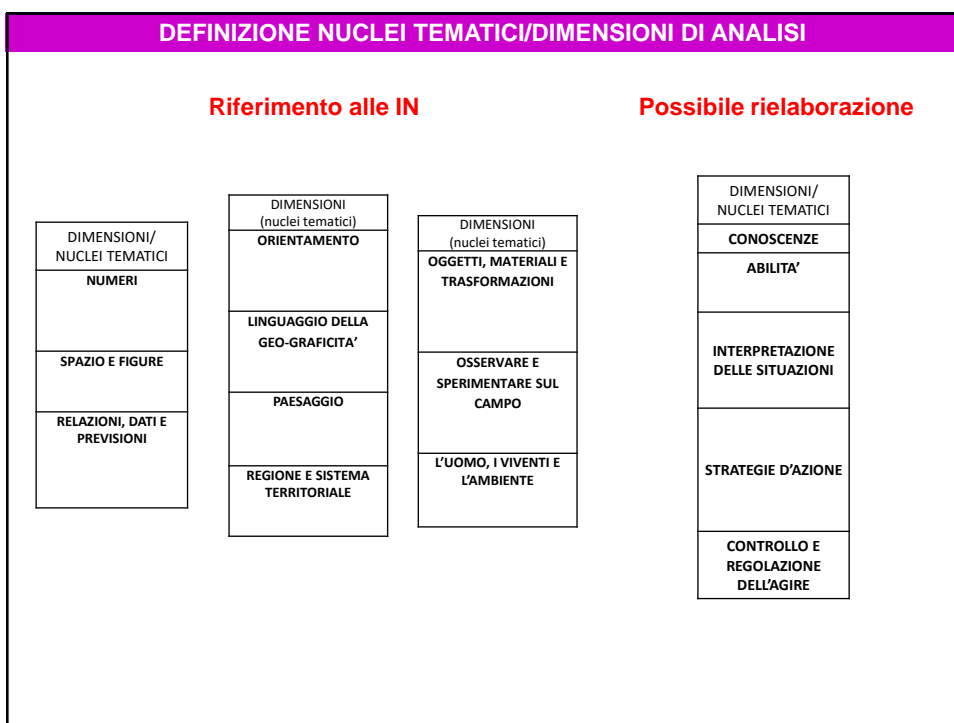 DEFINIZIONE NUCLEI TEMATICI/DIMENSIONI DI ANALISI
Riferimento alle IN
Possibile rielaborazione
DIMENSIONI/
NUCLEI TEMATICI
NUMERI
SPAZIO E FIGURE
RELAZIONI, DATI E
PREVISIONI
DIMENSIONI
(nuclei tematici)
ORIENTAMENTO
LINGUAGGIO DELLA
GEO-GRAFICITA’
PAESAGGIO
REGIONE E SISTEMA
TERRITORIALE
DIMENSIONI
(nuclei tematici)
OGGETTI, MATERIALI E
TRASFORMAZIONI
OSSERVARE E
SPERIMENTARE SUL
CAMPO
L’UOMO, I VIVENTI E
L’AMBIENTE
DIMENSIONI/
NUCLEI TEMATICI
CONOSCENZE
ABILITA’
INTERPRETAZIONE
DELLE SITUAZIONI
STRATEGIE D’AZIONE
CONTROLLO E
REGOLAZIONE
DELL’AGIRE